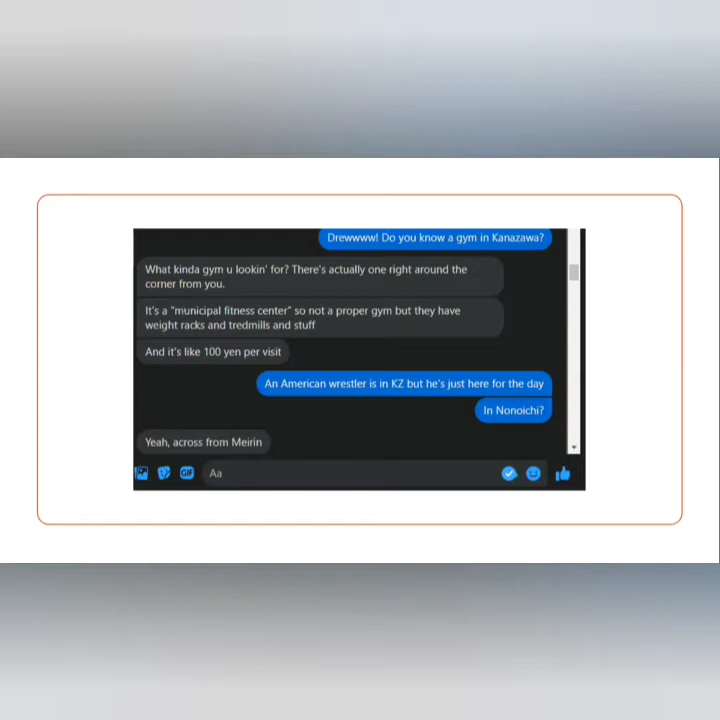 Drewwww! Do you know a gym in Kanazawa?
What kinda gym u lookin' for? There's actually one right around the
corner from you.
It's a "municipal fitness center" so not a proper gym but they have
weight racks and tredmills and stuff
And it's like 100 yen per visit
An American wrestler is in KZ but he's just here for the day
In Nonoichi?
Yeah, across from Meirin
GIF
Aa